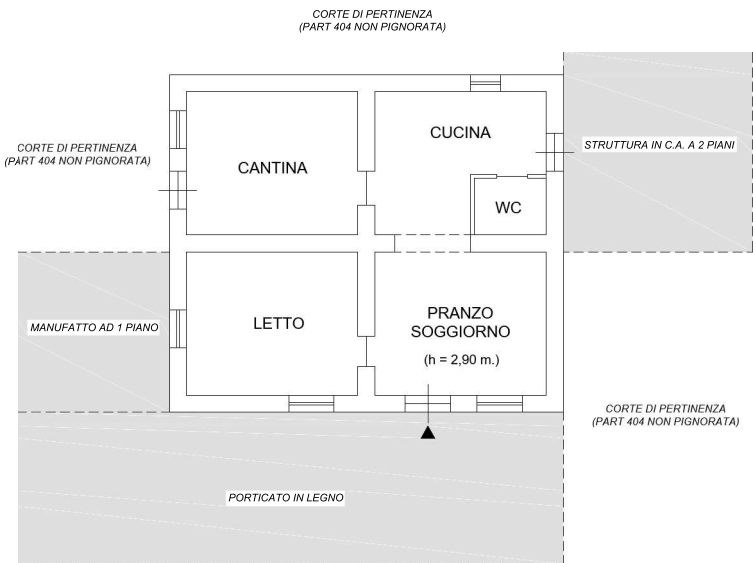 CORTE DI PERTINENZA
(PART 404 NON PIGNORATA)
CUCINA
STRUTTURA IN C.A. A 2 PIANI
CORTE DI PERTINENZA
(PART 404 NON PIGNORATA)
CANTINA
WC
MANUFATTO AD 1 PIANO
LETTO
PRANZO
SOGGIORNO
(h = 2,90 m.)
CORTE DI PERTINENZA
(PART 404 NON PIGNORATA)
PORTICATO IN LEGNO